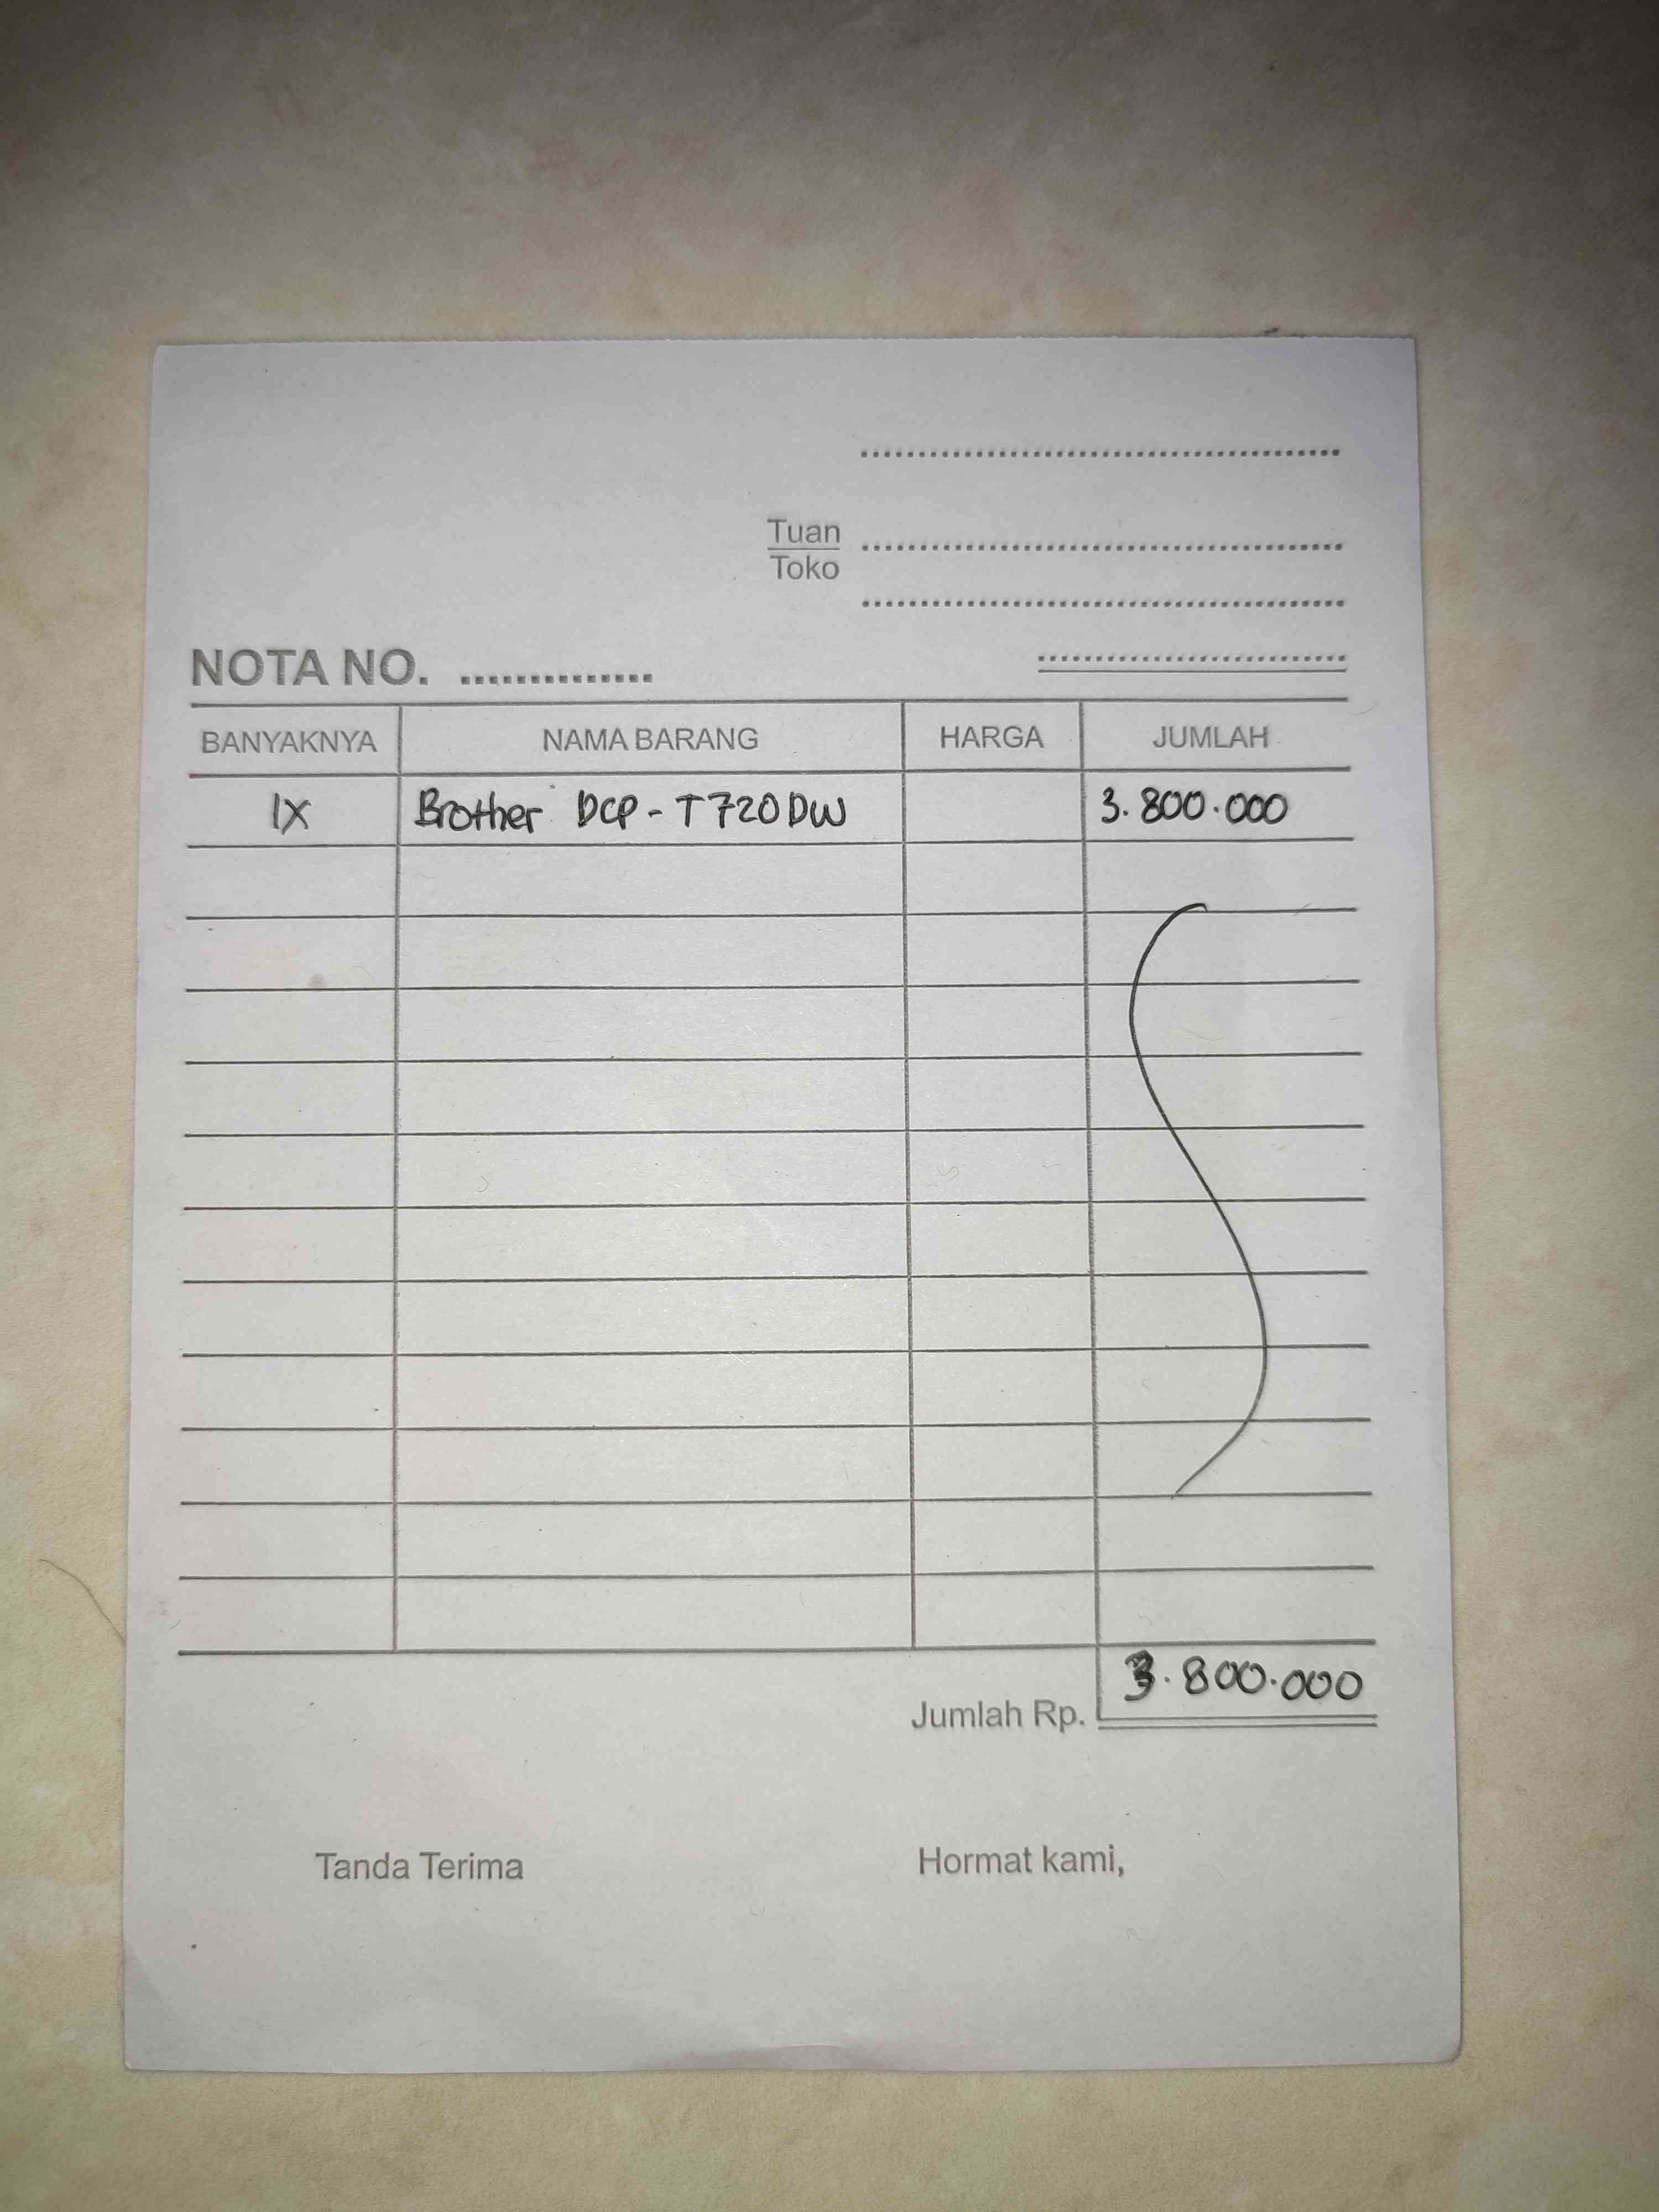 Tuan
Toko
NOTA NO. ..............
BANYAKNYA NAMA BARANG HARGA JUMLAH
1X Brother DCP - T720DW 3.800.000
Jumlah Rp. 3.800.000
Tanda Terima Hormat kami,